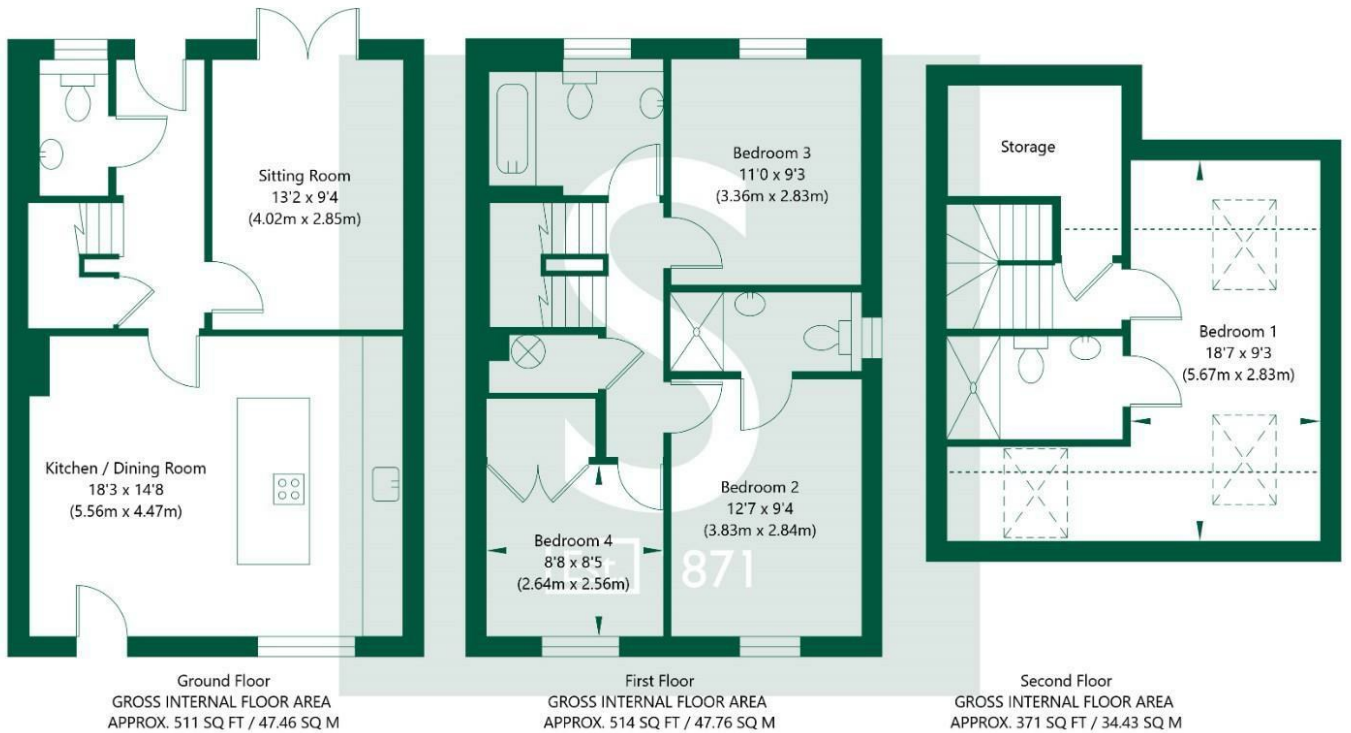 Sitting Room
13'2 x 9'4
(4.02m x 2.85m)
Kitchen / Dining Room
18'3 x 14'8
(5.56m x 4.47m)
Ground Floor
GROSS INTERNAL FLOOR AREA
APPROX. 511 SQ FT / 47.46 SQ M
Bedroom 3
11'0 x 9'3
(3.36m x 2.83m)
Bedroom 2
12'7 x 9'4
(3.83m x 2.84m)
Bedroom 4
8'8 x 8'5
(2.64m x 2.56m)
S
Est 871
First Floor
GROSS INTERNAL FLOOR AREA
APPROX. 514 SQ FT / 47.76 SQ M
Storage
Bedroom 1
18'7 x 9'3
(5.67m x 2.83m)
Second Floor
GROSS INTERNAL FLOOR AREA
APPROX. 371 SQ FT / 34.43 SQ M